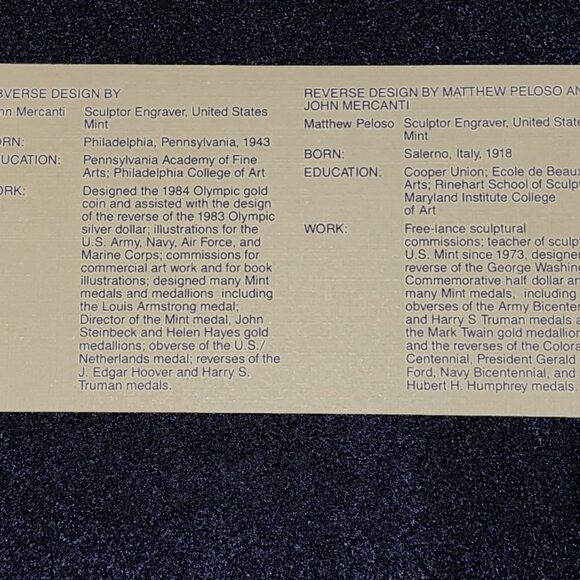 BVERSE DESIGN BY
hn Mercanti Sculptor Engraver, United States
Mint
RN: Philadelphia, Pennsylvania, 1943
DUCATION: Pennsylvania Academy of Fine
Arts; Philadelphia College of Art
ORK: Designed the 1984 Olympic gold
coin and assisted with the design
of the reverse of the 1983 Olympic
silver dollar; illustrations for the
U.S. Army, Navy, Air Force, and
Marine Corps; commissions for
commercial art work and for book
illustrations; designed many Mint
medals and medallions including
the Louis Armstrong medal;
Director of the Mint medal, John
Steinbeck and Helen Hayes gold
medallions; obverse of the U.S./
Netherlands medal; reverses of the
J. Edgar Hoover and Harry S.
Truman medals.
REVERSE DESIGN BY MATTHEW PELOSO AN
JOHN MERCANTI
Matthew Peloso Sculptor Engraver, United State
Mint
BORN: Salerno, Italy, 1918
EDUCATION: Cooper Union; Ecole de Beaux
Arts; Rinehart School of Sculpt
Maryland Institute College
of Art
WORK: Free-lance sculptural
commissions; teacher of sculp
U.S. Mint since 1973, designed
reverse of the George Washing
Commemorative half dollar an
many Mint medals, including
obverses of the Army Bicenten
and Harry S Truman medals a
the Mark Twain gold medallion
and the reverses of the Colora
Centennial, President Gerald
Ford, Navy Bicentennial, and
Hubert H. Humphrey medals.